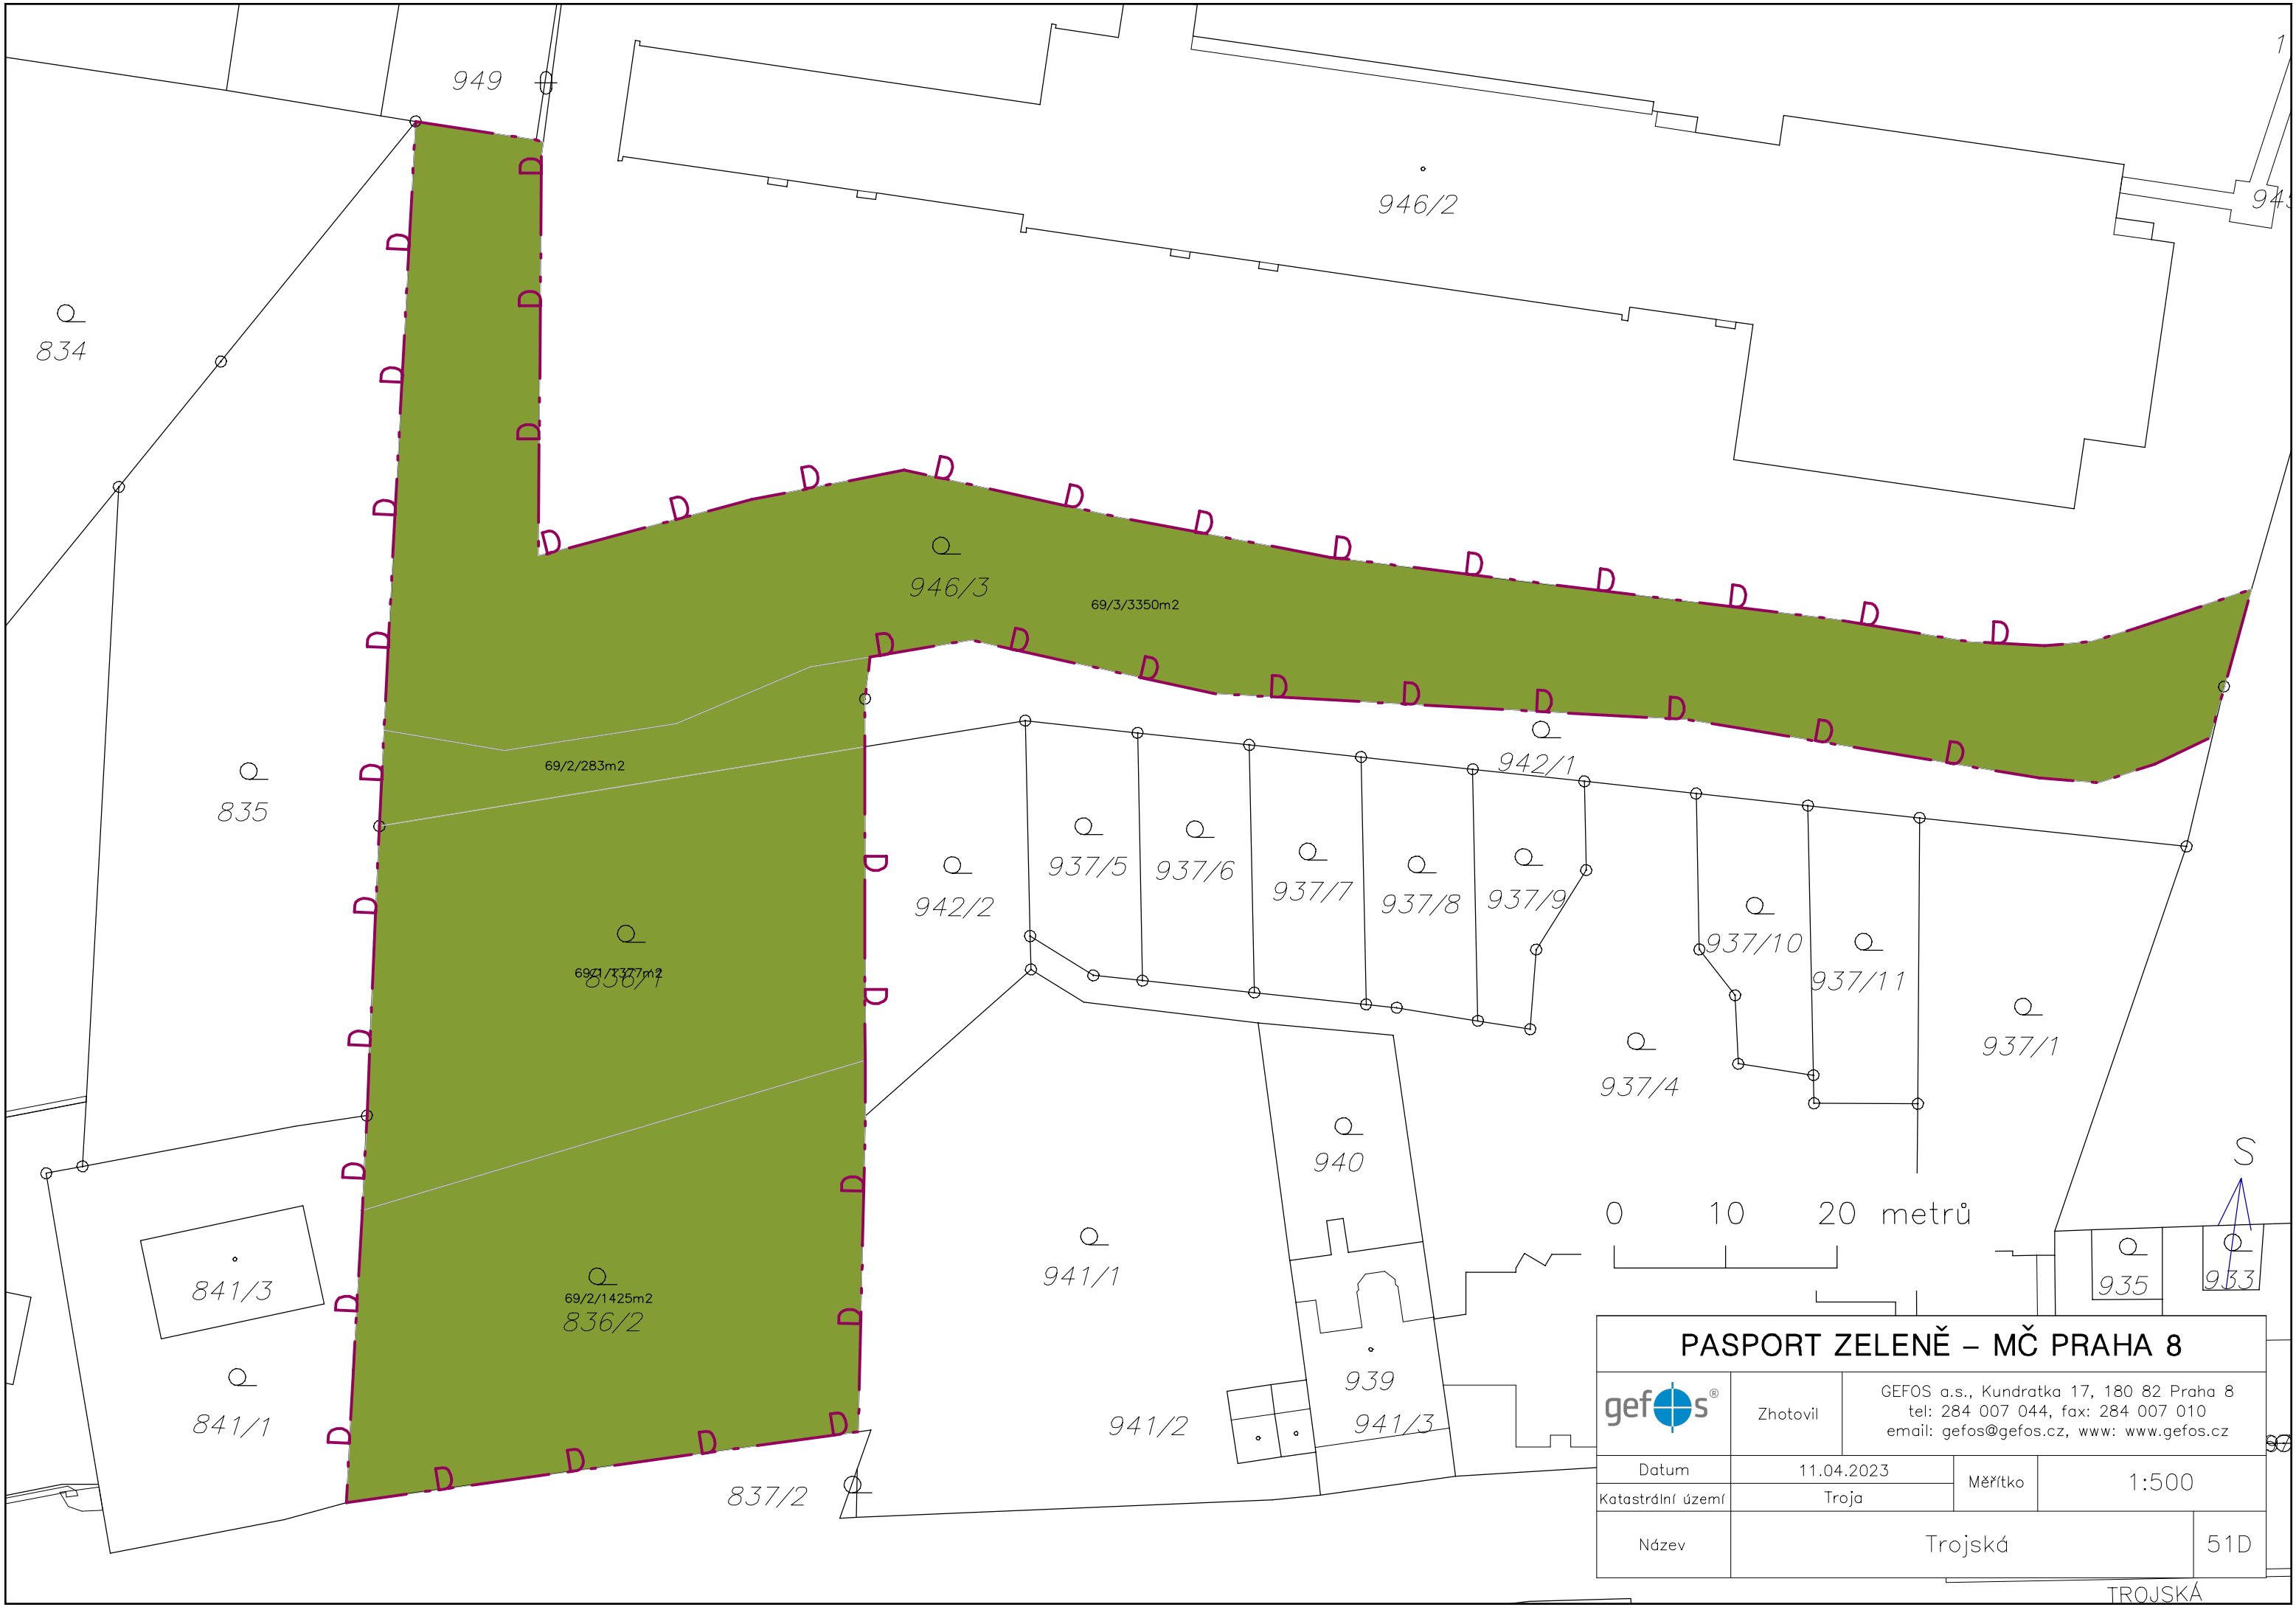 949
946/2
834
946/3
69/3/3350m2
69/2/283m2
942/1
835
937/5
937/6
937/7
937/8
937/9
942/2
937/10
937/11
69/1/1377m2
836/1
937/1
937/4
940
S
0 10 20 metrů
841/3
941/1
935
933
69/2/1425m2
836/2
939
841/1
941/2
941/3
837/2
PASPORT ZELENĚ – MČ PRAHA 8
gefos®
Zhotovil
GEFOS a.s., Kundratka 17, 180 82 Praha 8
tel: 284 007 044, fax: 284 007 010
email: gefos@gefos.cz, www: www.gefos.cz
Datum
11.04.2023
Měřítko
1:500
Katastrální území
Troja
Název
Trojská
51D
TROJSKÁ